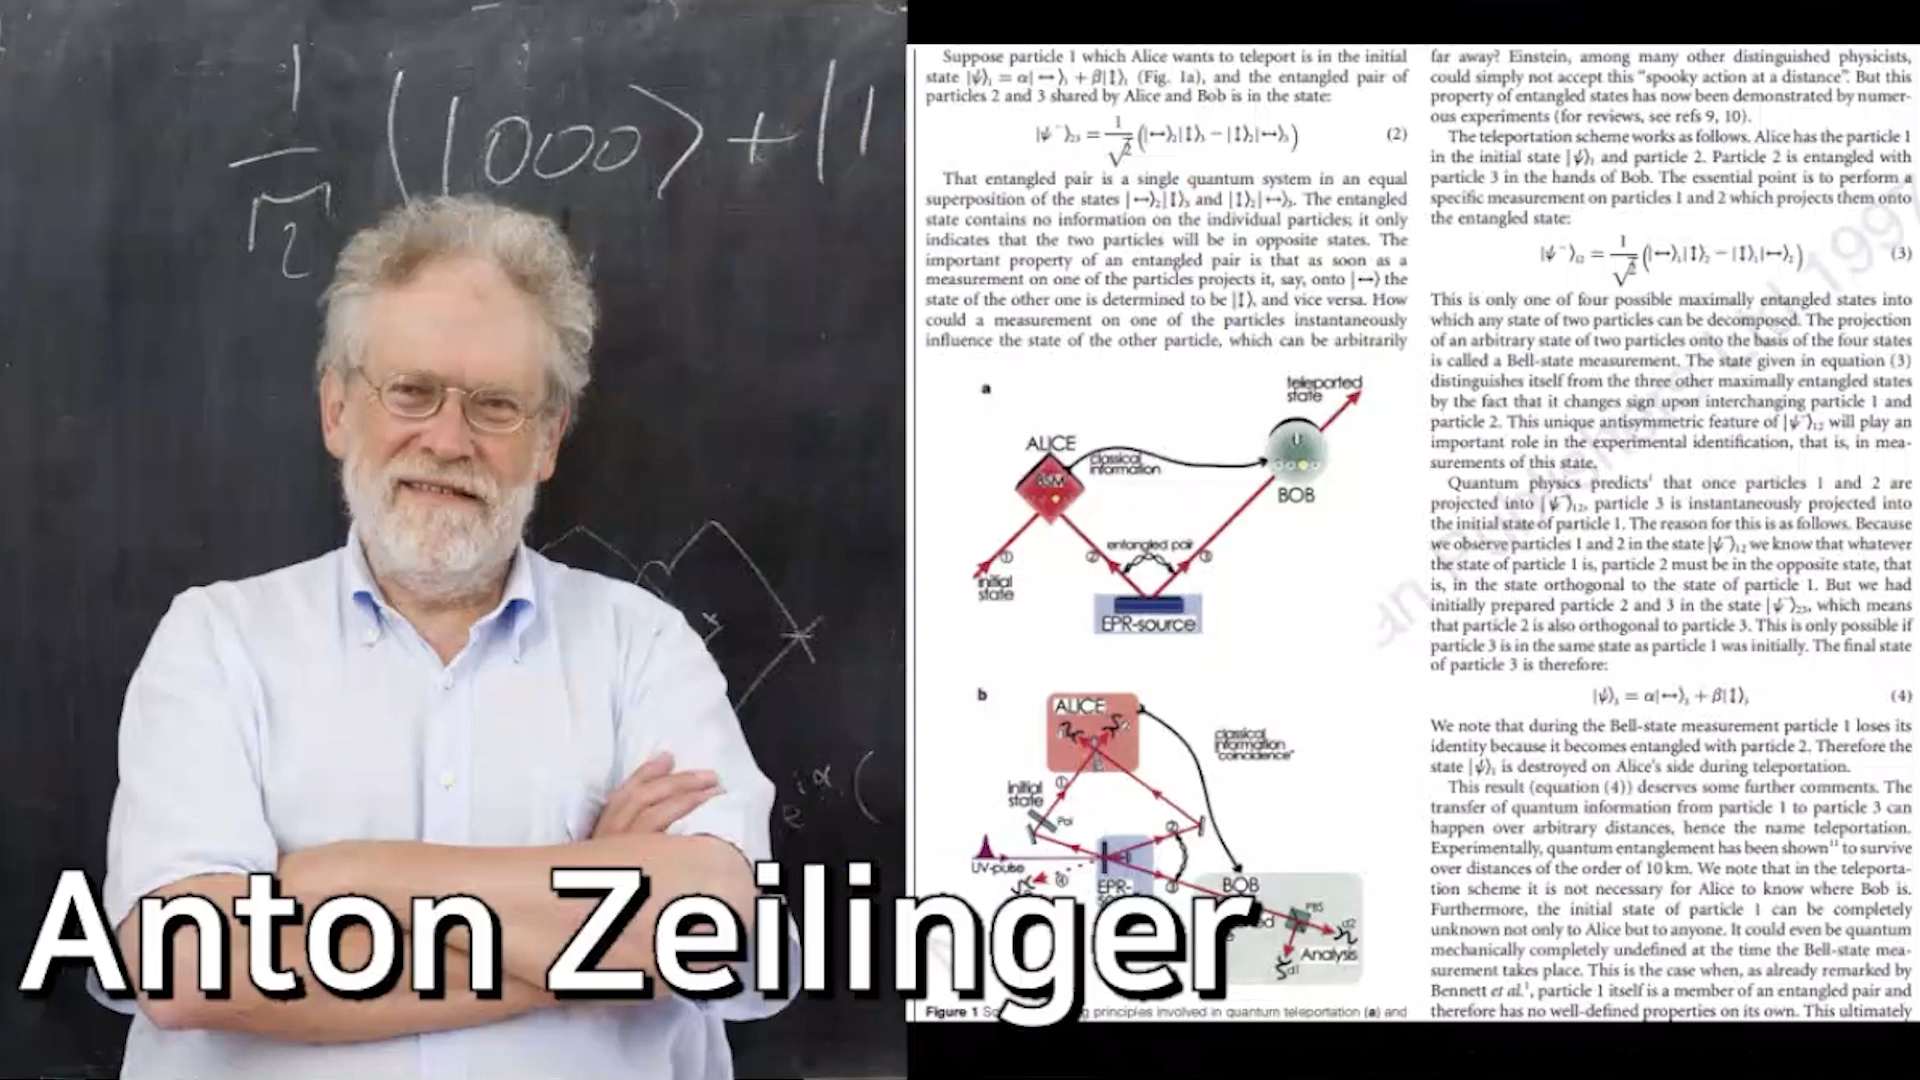 1/√2 (|000⟩ + |1
eiα (
Anton Zeilinger
Suppose particle 1 which Alice wants to teleport is in the initial
state |ψ⟩₁ = α|↔⟩₁ + β|↕⟩₁ (Fig. 1a), and the entangled pair of
particles 2 and 3 shared by Alice and Bob is in the state:
|ψ⁻⟩₂₃ = 1/√2 (|↔⟩₂|↕⟩₃ − |↕⟩₂|↔⟩₃) (2)
That entangled pair is a single quantum system in an equal
superposition of the states |↔⟩₂|↕⟩₃ and |↕⟩₂|↔⟩₃. The entangled
state contains no information on the individual particles; it only
indicates that the two particles will be in opposite states. The
important property of an entangled pair is that as soon as a
measurement on one of the particles projects it, say, onto |↔⟩ the
state of the other one is determined to be |↕⟩, and vice versa. How
could a measurement on one of the particles instantaneously
influence the state of the other particle, which can be arbitrarily
a
teleported
state
ALICE
classical
information
U
BSM
BOB
entangled pair
①
②
③
initial
state
EPR-source
b
ALICE
classical
information
"coincidence"
initial
state
①
Pol
②
UV-pulse
④
③
EPR-
BOB
PBS
d2
Analysis
d1
Figure 1 principles involved in quantum teleportation (a) and
far away? Einstein, among many other distinguished physicists,
could simply not accept this "spooky action at a distance". But this
property of entangled states has now been demonstrated by numer-
ous experiments (for reviews, see refs 9, 10).
The teleportation scheme works as follows. Alice has the particle 1
in the initial state |ψ⟩₁ and particle 2. Particle 2 is entangled with
particle 3 in the hands of Bob. The essential point is to perform a
specific measurement on particles 1 and 2 which projects them onto
the entangled state:
|ψ⁻⟩₁₂ = 1/√2 (|↔⟩₁|↕⟩₂ − |↕⟩₁|↔⟩₂) (3)
This is only one of four possible maximally entangled states into
which any state of two particles can be decomposed. The projection
of an arbitrary state of two particles onto the basis of the four states
is called a Bell-state measurement. The state given in equation (3)
distinguishes itself from the three other maximally entangled states
by the fact that it changes sign upon interchanging particle 1 and
particle 2. This unique antisymmetric feature of |ψ⁻⟩₁₂ will play an
important role in the experimental identification, that is, in mea-
surements of this state.
Quantum physics predicts¹ that once particles 1 and 2 are
projected into |ψ⁻⟩₁₂, particle 3 is instantaneously projected into
the initial state of particle 1. The reason for this is as follows. Because
we observe particles 1 and 2 in the state |ψ⁻⟩₁₂ we know that whatever
the state of particle 1 is, particle 2 must be in the opposite state, that
is, in the state orthogonal to the state of particle 1. But we had
initially prepared particle 2 and 3 in the state |ψ⁻⟩₂₃, which means
that particle 2 is also orthogonal to particle 3. This is only possible if
particle 3 is in the same state as particle 1 was initially. The final state
of particle 3 is therefore:
|ψ⟩₃ = α|↔⟩₃ + β|↕⟩₃ (4)
We note that during the Bell-state measurement particle 1 loses its
identity because it becomes entangled with particle 2. Therefore the
state |ψ⟩₁ is destroyed on Alice's side during teleportation.
This result (equation (4)) deserves some further comments. The
transfer of quantum information from particle 1 to particle 3 can
happen over arbitrary distances, hence the name teleportation.
Experimentally, quantum entanglement has been shown¹¹ to survive
over distances of the order of 10 km. We note that in the teleporta-
tion scheme it is not necessary for Alice to know where Bob is.
Furthermore, the initial state of particle 1 can be completely
unknown not only to Alice but to anyone. It could even be quantum
mechanically completely undefined at the time the Bell-state mea-
surement takes place. This is the case when, as already remarked by
Bennett et al.¹, particle 1 itself is a member of an entangled pair and
therefore has no well-defined properties on its own. This ultimately